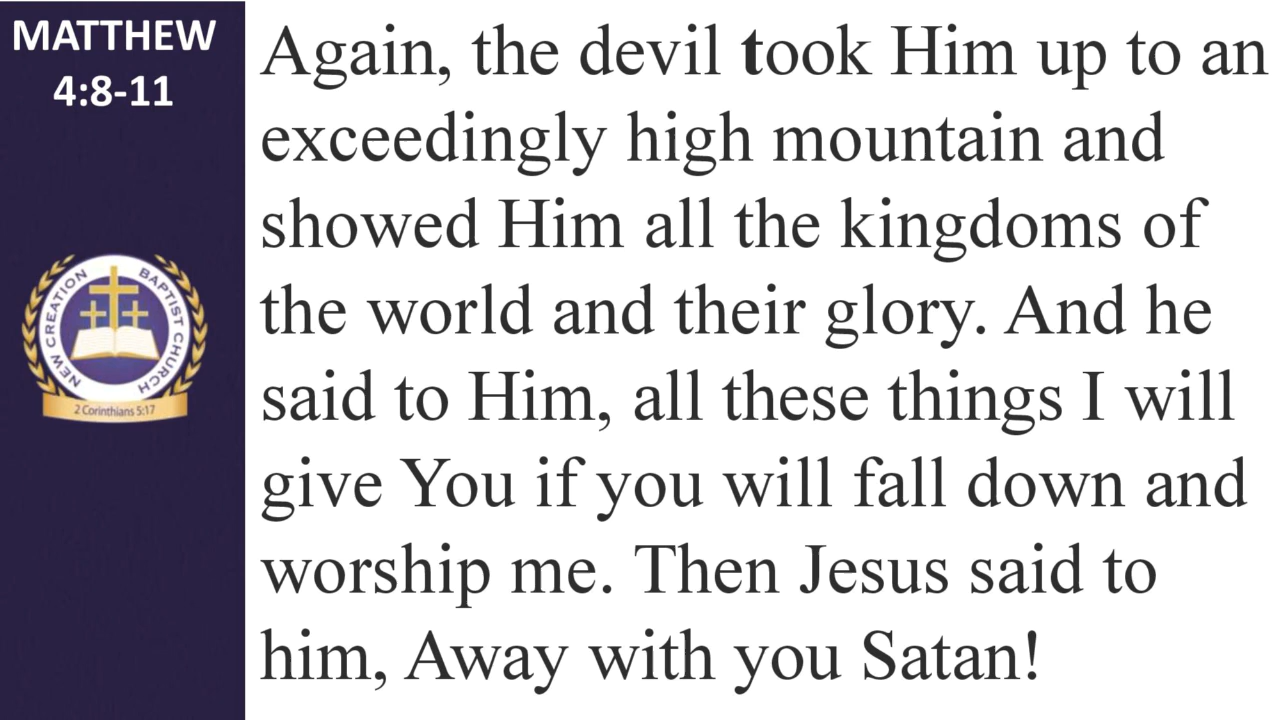 MATTHEW
4:8-11
NEW CREATION BAPTIST CHURCH
2 Corinthians 5:17
Again, the devil took Him up to an
exceedingly high mountain and
showed Him all the kingdoms of
the world and their glory. And he
said to Him, all these things I will
give You if you will fall down and
worship me. Then Jesus said to
him, Away with you Satan!